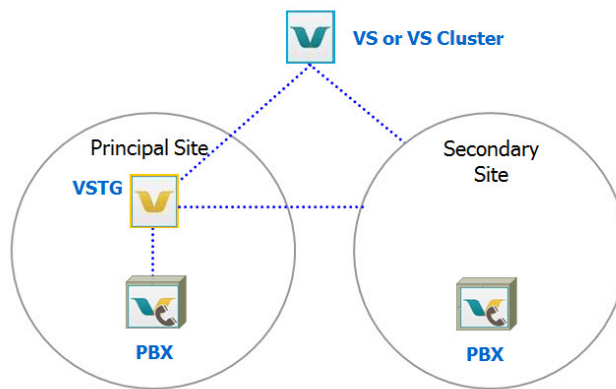 VS or VS Cluster
Principal Site
VSTG
PBX
Secondary
Site
PBX